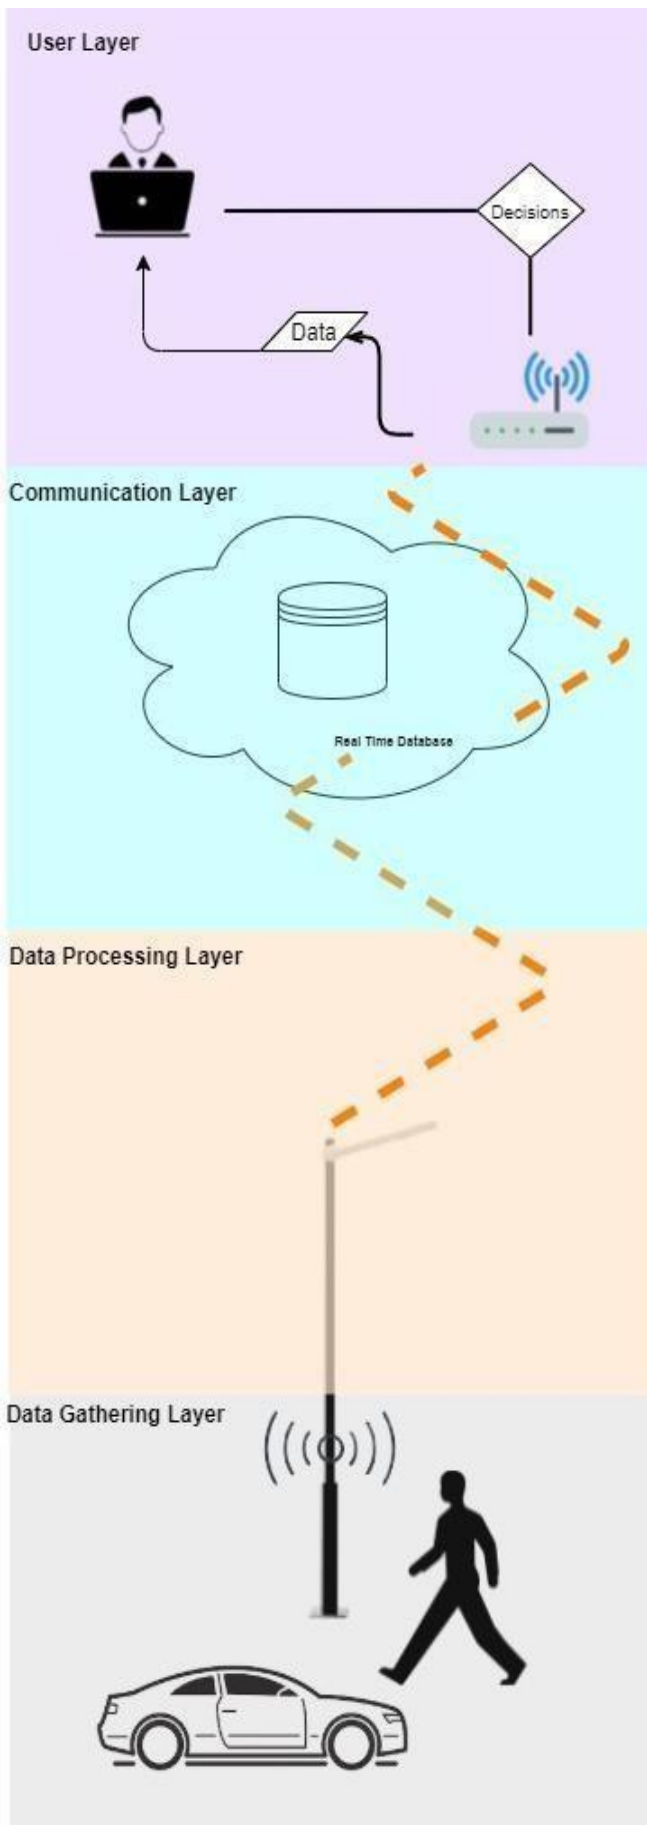 User Layer
Decisions
Data
Communication Layer
Real Time Database
Data Processing Layer
Data Gathering Layer